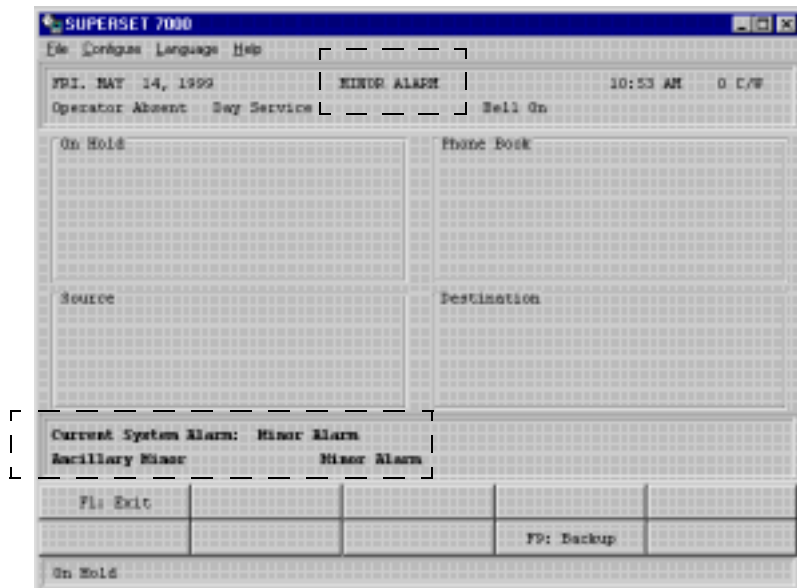 SUPERSET 7000
File Configure Language Help
FRI. MAY 14, 1999 MINOR ALARM 10:53 AM 0 C/W
Operator Absent Day Service Bell On
On Hold Phone Book
Source Destination
Current System Alarm: Minor Alarm
Ancillary Minor Minor Alarm
F1: Exit
F9: Backup
On Hold